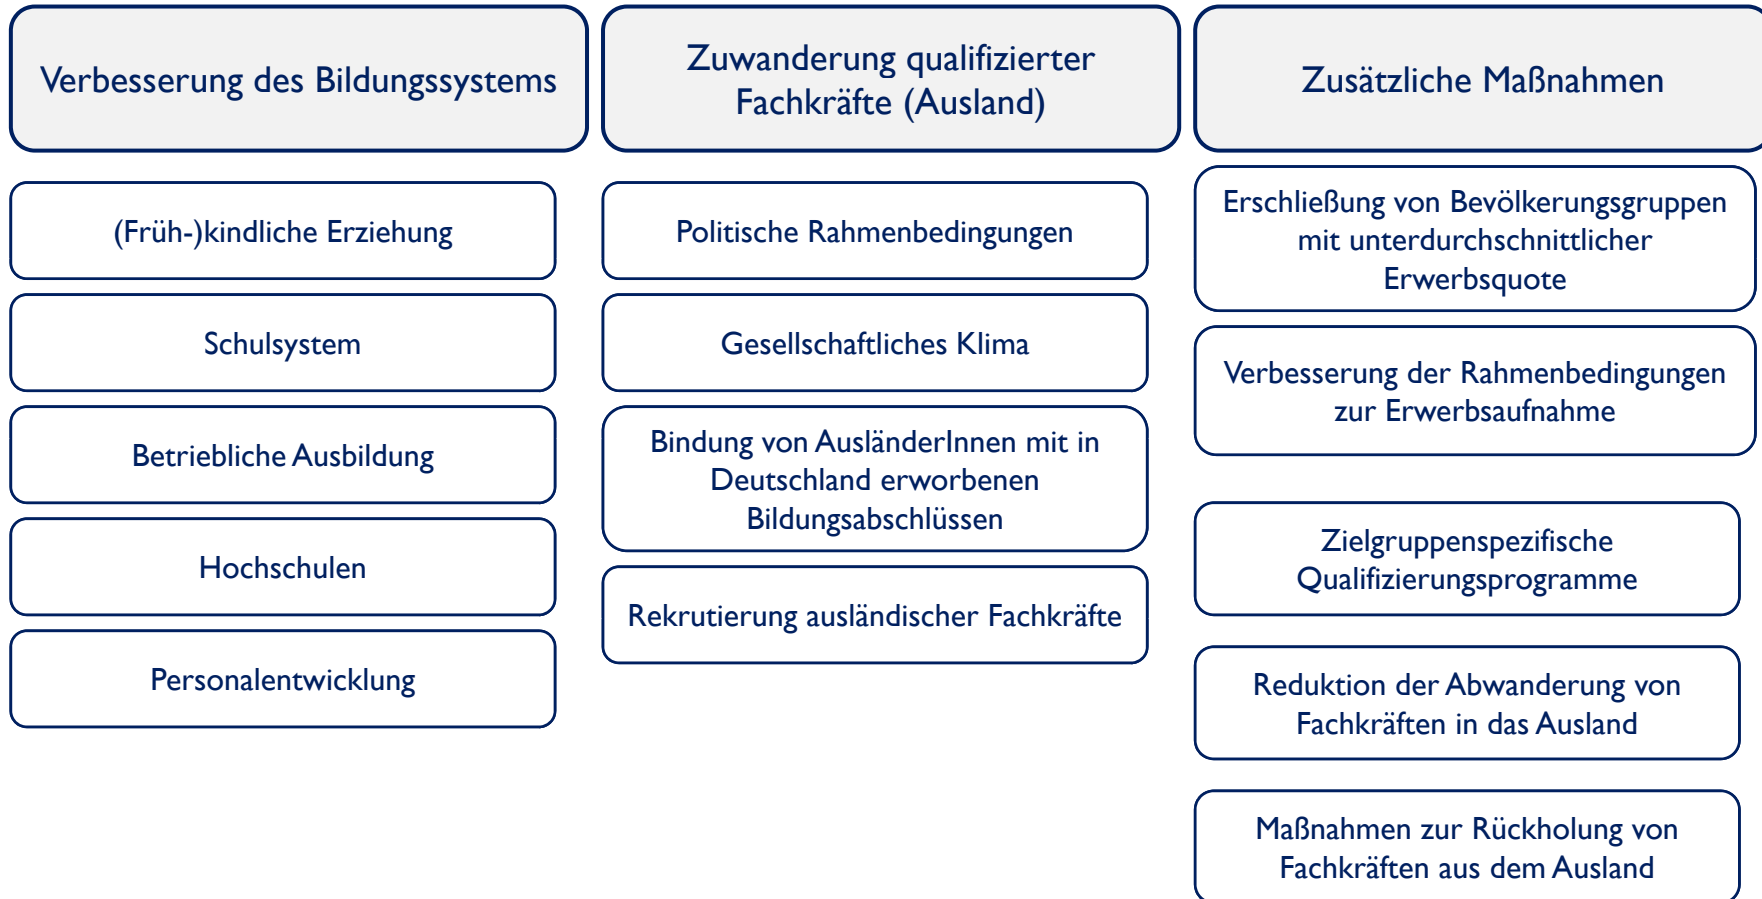 Verbesserung des Bildungssystems
(Früh-)kindliche Erziehung
Schulsystem
Betriebliche Ausbildung
Hochschulen
Personalentwicklung
Zuwanderung qualifizierter
Fachkräfte (Ausland)
Politische Rahmenbedingungen
Gesellschaftliches Klima
Bindung von AusländerInnen mit in
Deutschland erworbenen
Bildungsabschlüssen
Rekrutierung ausländischer Fachkräfte
Zusätzliche Maßnahmen
Erschließung von Bevölkerungsgruppen
mit unterdurchschnittlicher
Erwerbsquote
Verbesserung der Rahmenbedingungen
zur Erwerbsaufnahme
Zielgruppenspezifische
Qualifizierungsprogramme
Reduktion der Abwanderung von
Fachkräften in das Ausland
Maßnahmen zur Rückholung von
Fachkräften aus dem Ausland